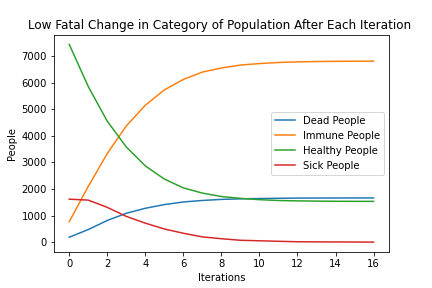 Low Fatal Change in Category of Population After Each Iteration
People
7000
6000
5000
4000
3000
2000
1000
0
Dead People
Immune People
Healthy People
Sick People
0 2 4 6 8 10 12 14 16
Iterations